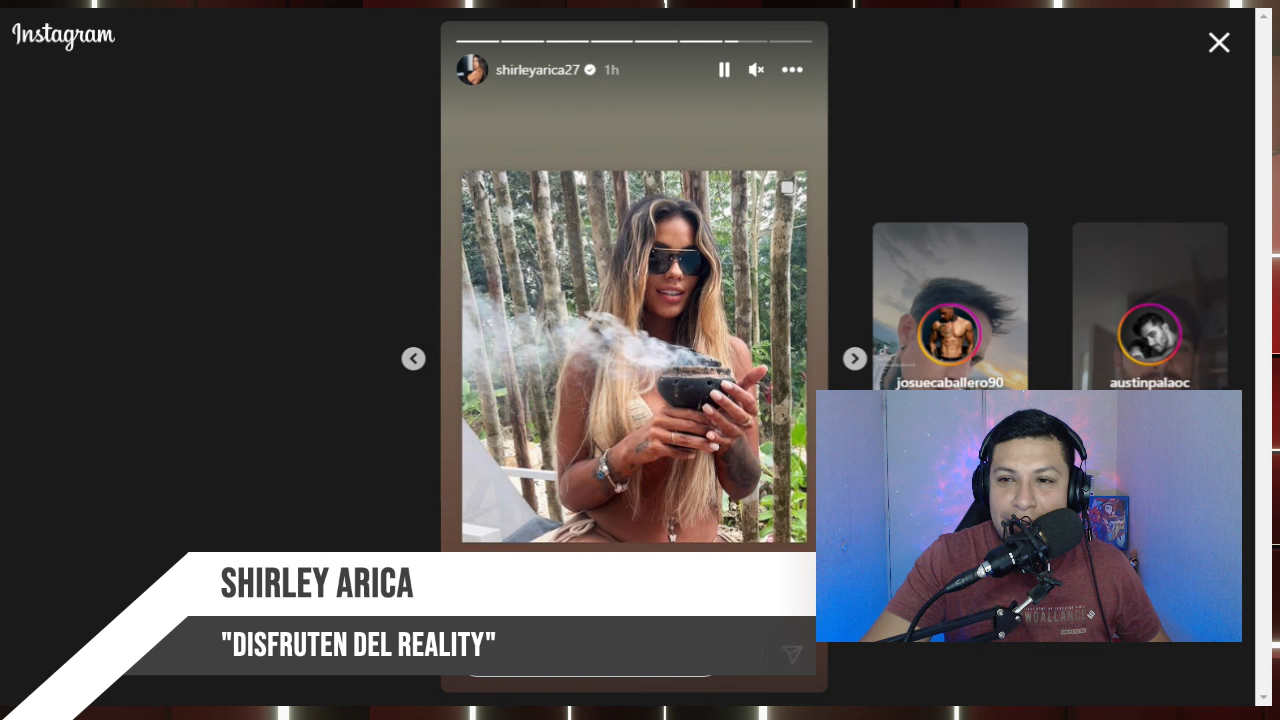 Instagram
shirleyarica27 1h
josuecaballero90
austinpalaoc
SHIRLEY ARICA
"DISFRUTEN DEL REALITY"